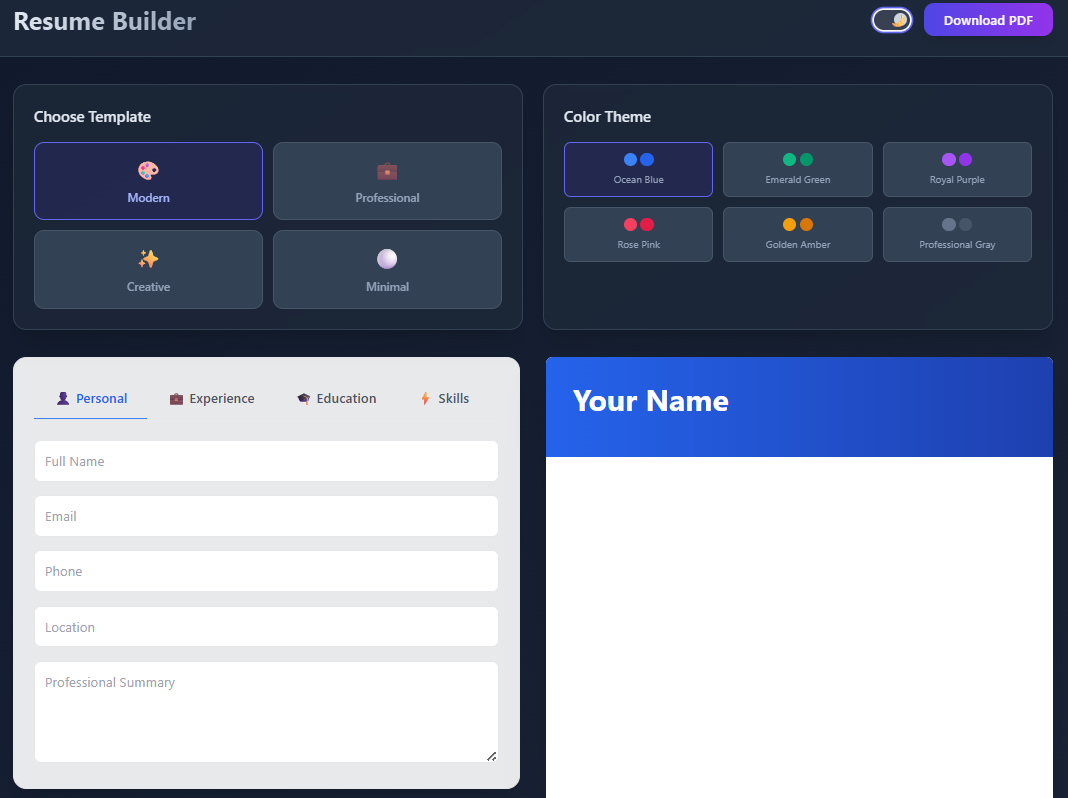 Resume Builder
Download PDF
Choose Template
Modern
Professional
Creative
Minimal
Color Theme
Ocean Blue
Emerald Green
Royal Purple
Rose Pink
Golden Amber
Professional Gray
Personal
Experience
Education
Skills
Full Name
Email
Phone
Location
Professional Summary
Your Name